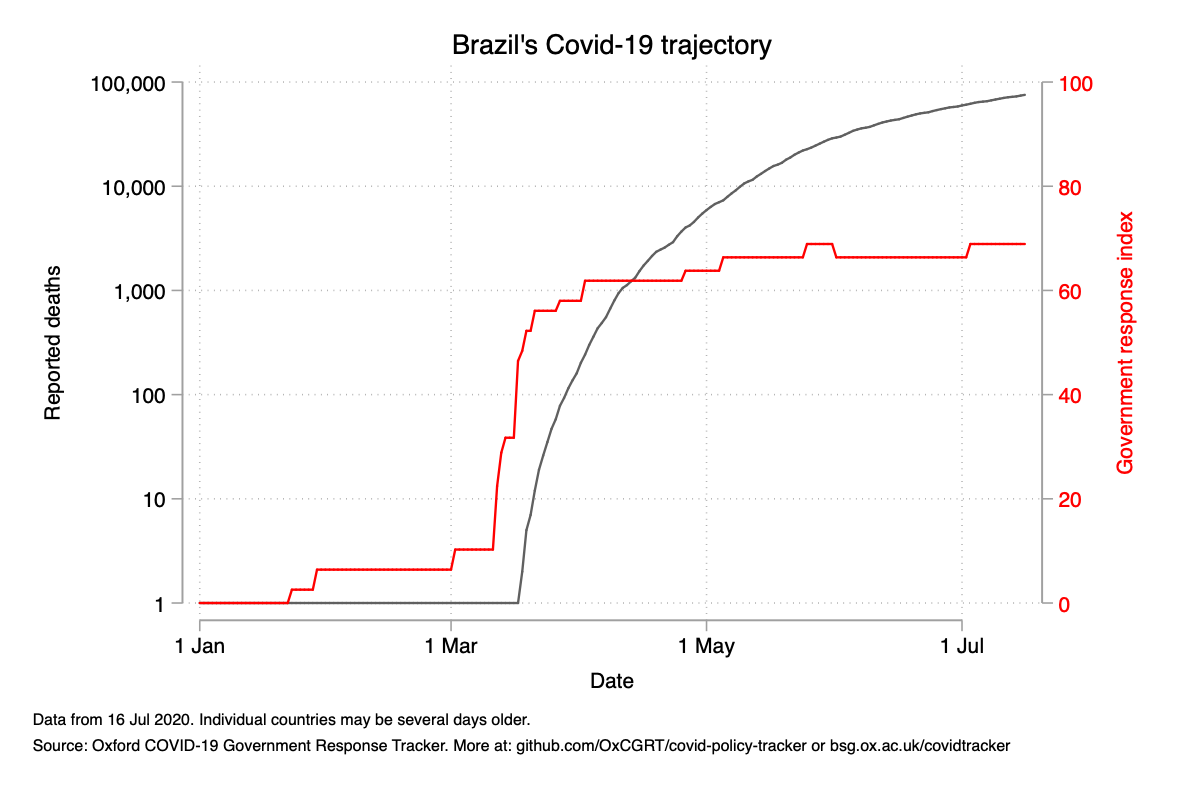 Brazil's Covid-19 trajectory
100,000
10,000
1,000
100
10
1
Reported deaths
100
80
60
40
20
0
Government response index
1 Jan
1 Mar
1 May
1 Jul
Date
Data from 16 Jul 2020. Individual countries may be several days older.
Source: Oxford COVID-19 Government Response Tracker. More at: github.com/OxCGRT/covid-policy-tracker or bsg.ox.ac.uk/covidtracker